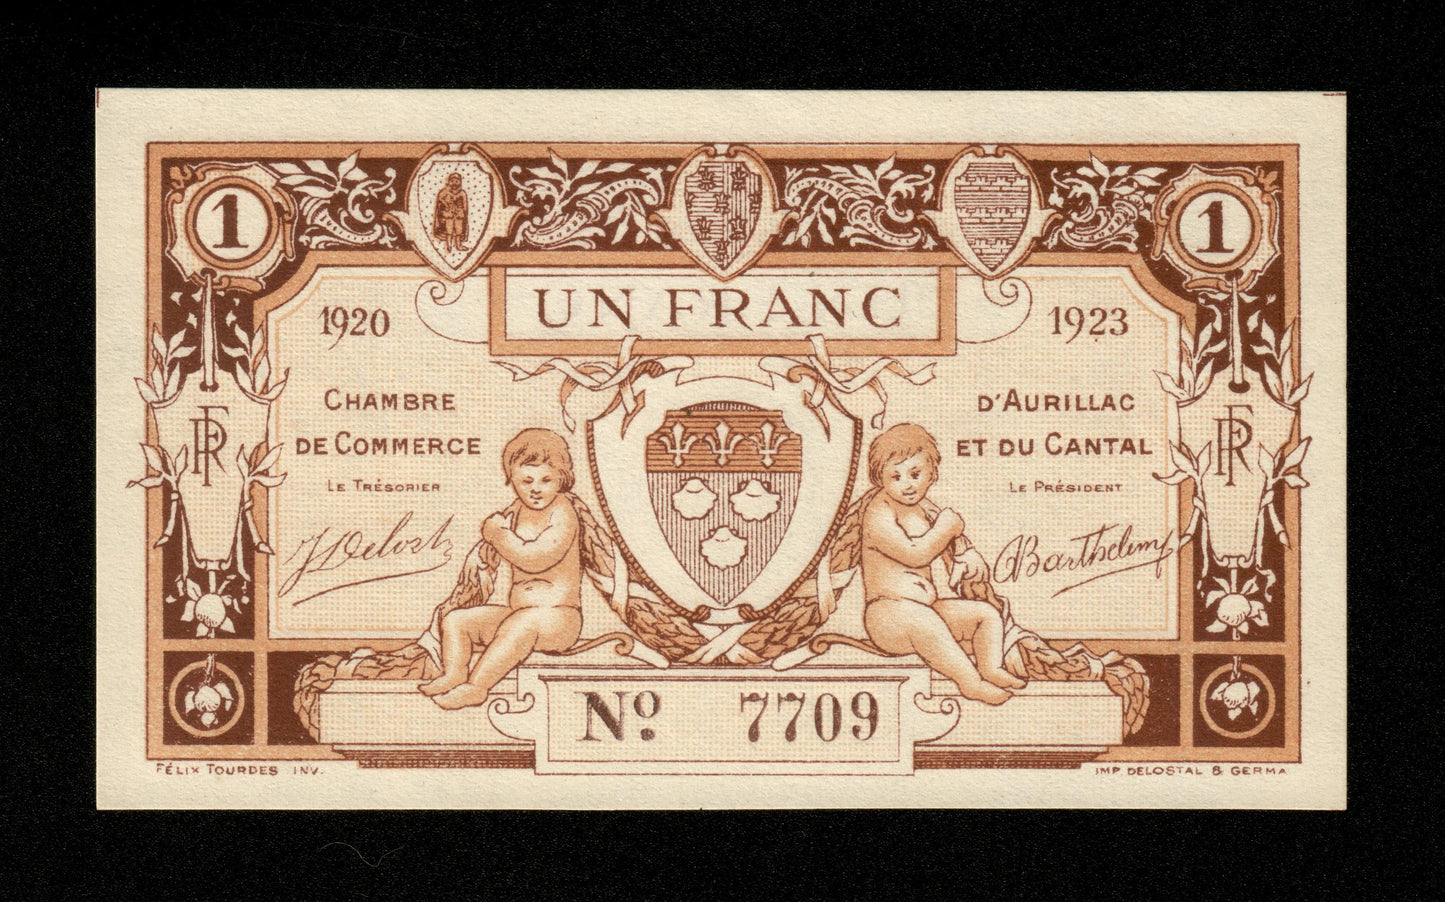 1
1
UN FRANC
1920
1923
CHAMBRE
DE COMMERCE
LE TRÉSORIER
D'AURILLAC
ET DU CANTAL
LE PRÉSIDENT
RF
RF
Barthelemy
Nº. 7709
FÉLIX TOURDES INV.
IMP. DELOSTAL & GERMA